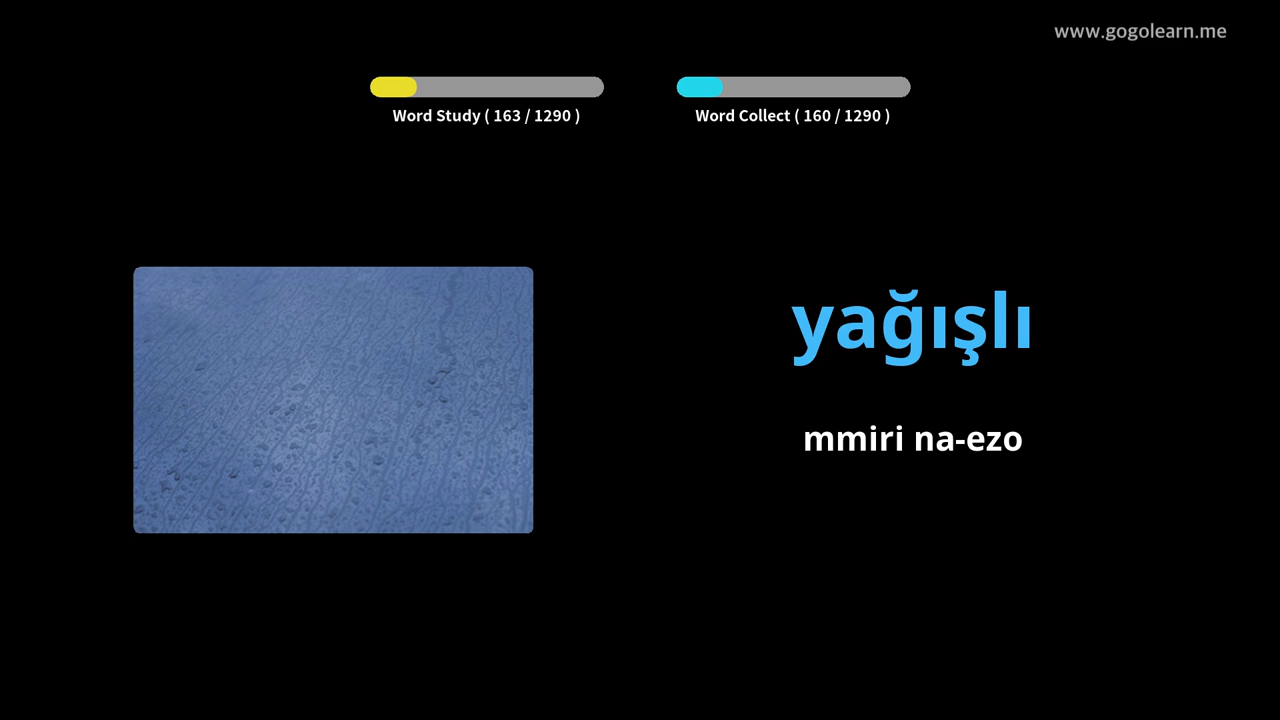 www.gogolearn.me
Word Study ( 163 / 1290 )
Word Collect ( 160 / 1290 )
yağışlı
mmiri na-ezo